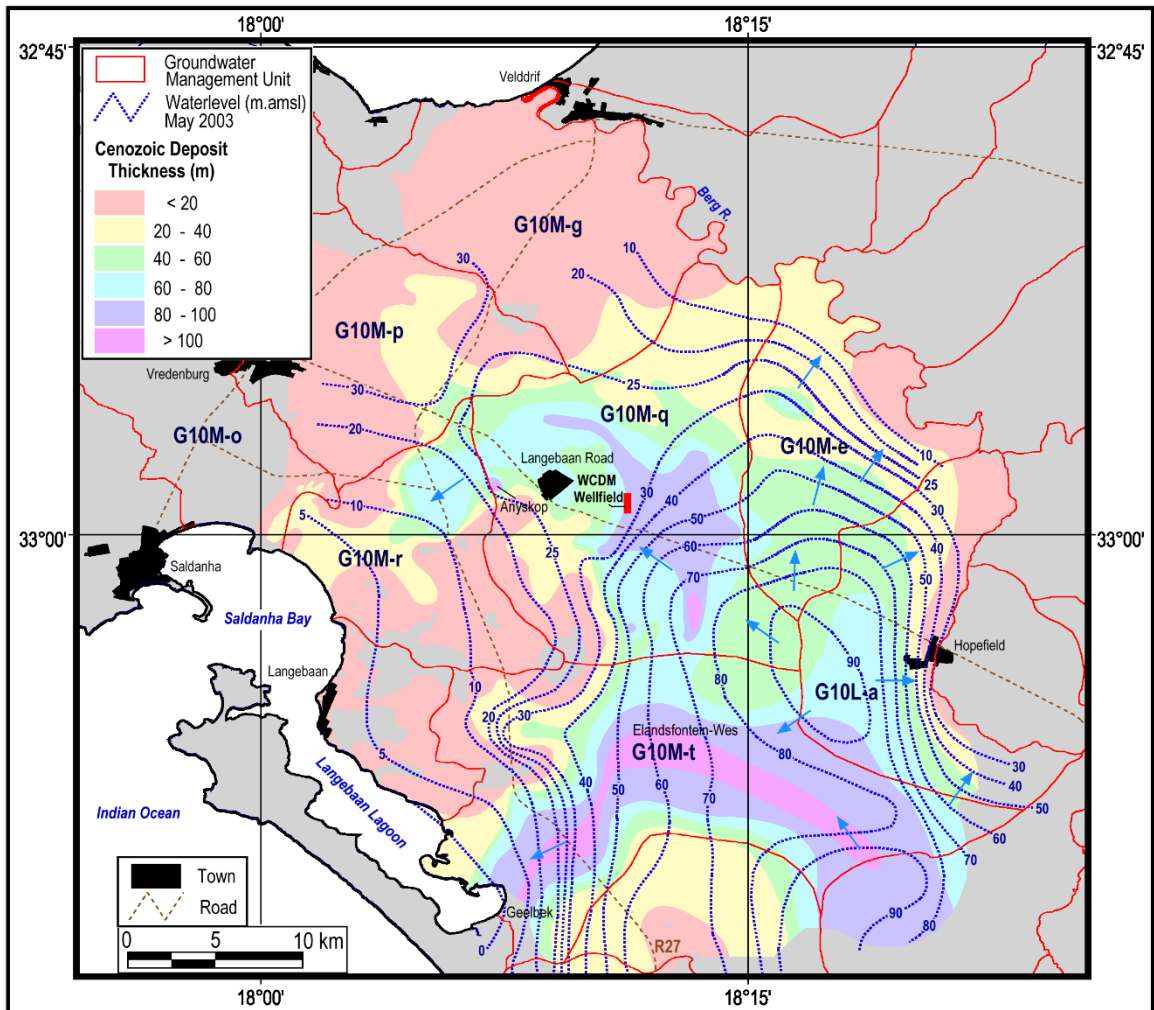 18°00'
18°15'
32°45'
32°45'
Groundwater
Management Unit
Waterlevel (m.amsl)
May 2003
Cenozoic Deposit
Thickness (m)
< 20
20 - 40
40 - 60
60 - 80
80 - 100
> 100
Velddrif
Berg R.
G10M-g
10
30
20
G10M-p
Vredenburg
30
25
G10M-q
G10M-o
20
G10M-e
Langebaan Road
WCDM
Wellfield
10
25
30
40
30
Anyskop
10
5
50
33°00'
33°00'
60
40
25
G10M-r
Saldanha
70
50
Saldanha Bay
Hopefield
Langebaan
90
80
G10L-a
10
20
30
Elandsfontein-Wes
G10M-t
5
80
30
40
40
50
60
70
50
Indian Ocean
Langebaan Lagoon
60
70
Town
Road
Geelbek
90
80
0
R27
0 5 10 km
18°00'
18°15'